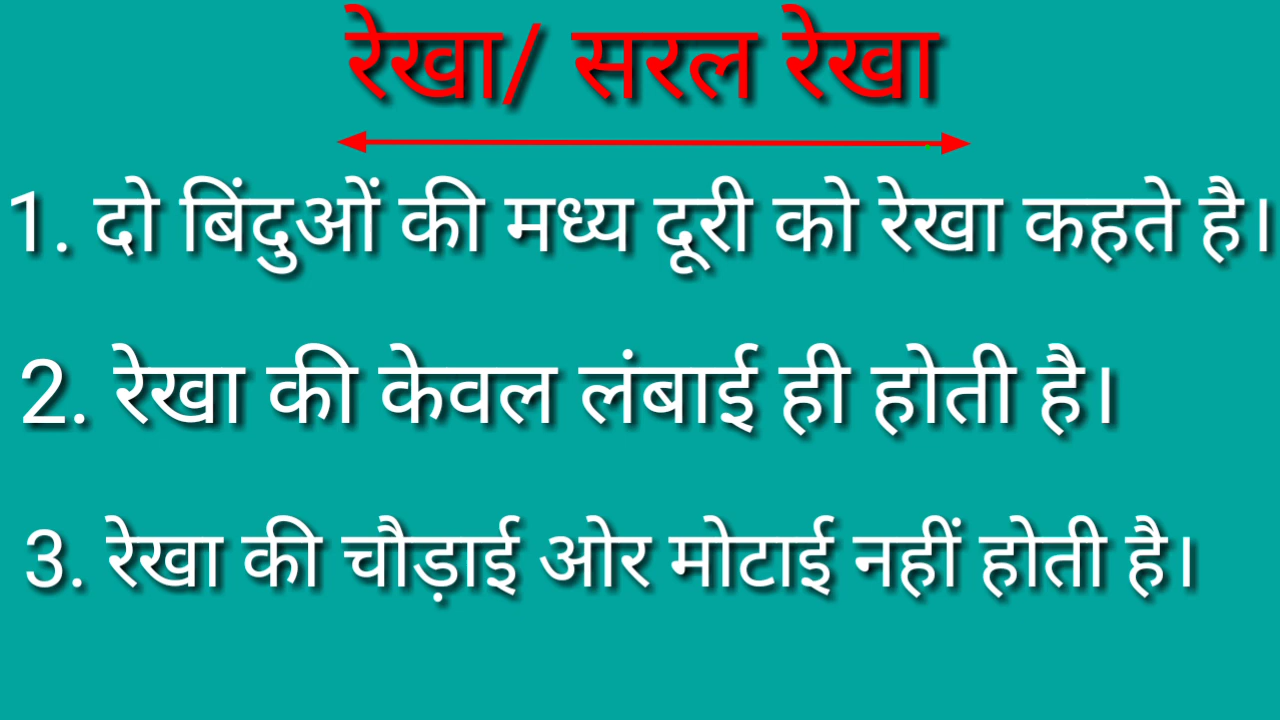 रेखा/ सरल रेखा
1. दो बिंदुओं की मध्य दूरी को रेखा कहते है।
2. रेखा की केवल लंबाई ही होती है।
3. रेखा की चौड़ाई ओर मोटाई नहीं होती है।